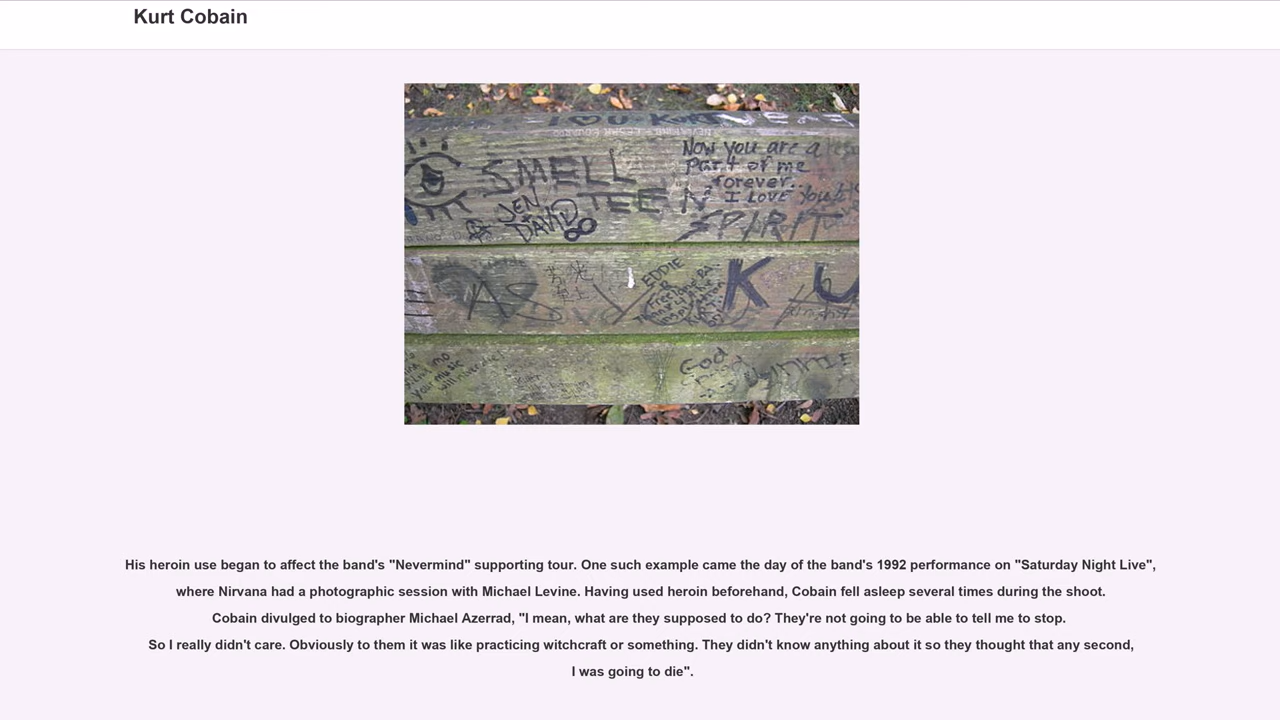 Kurt Cobain
I ♡ U KURT
SMELL
TEEN
SPIRIT
JEN
DAVID
Now you are a
part of me
forever..
I LOVE you
EDDIE
K U
your music
God
His heroin use began to affect the band's "Nevermind" supporting tour. One such example came the day of the band's 1992 performance on "Saturday Night Live",
where Nirvana had a photographic session with Michael Levine. Having used heroin beforehand, Cobain fell asleep several times during the shoot.
Cobain divulged to biographer Michael Azerrad, "I mean, what are they supposed to do? They're not going to be able to tell me to stop.
So I really didn't care. Obviously to them it was like practicing witchcraft or something. They didn't know anything about it so they thought that any second,
I was going to die".